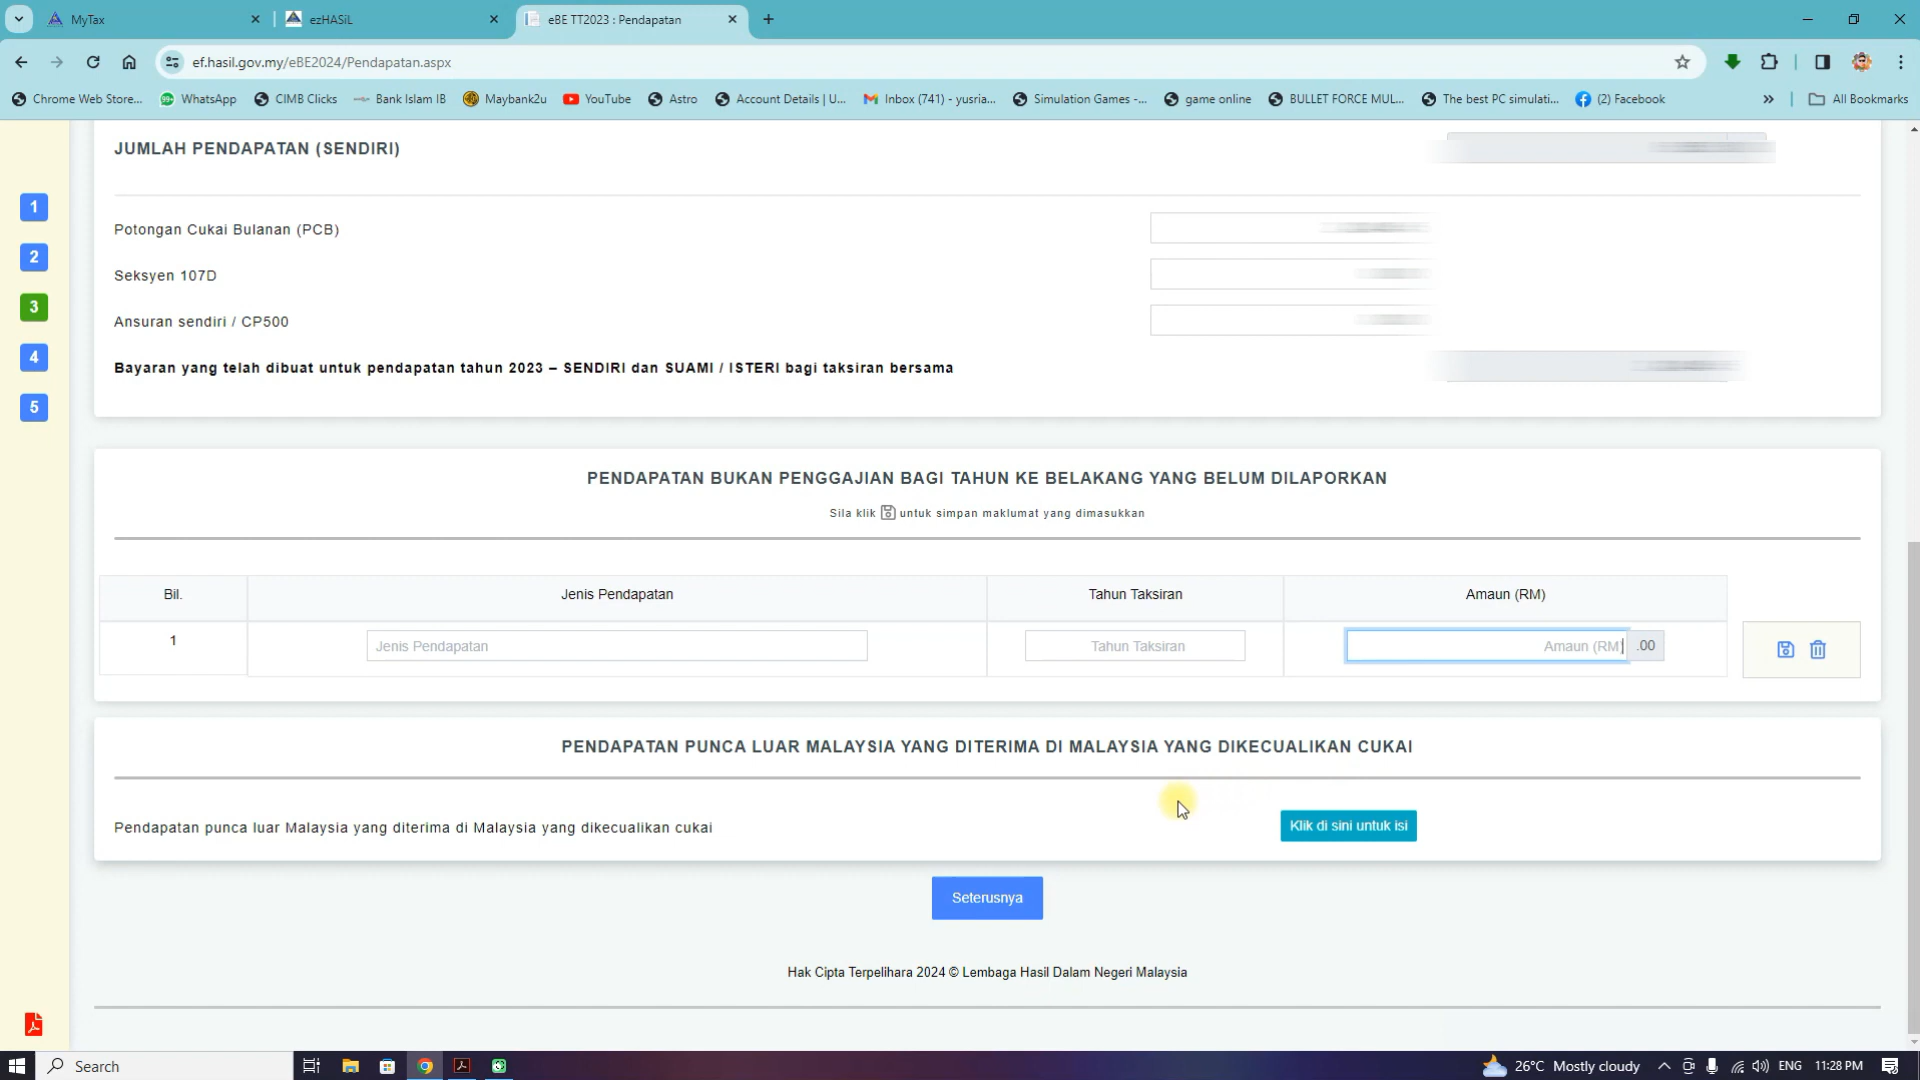 MyTax
ezHASiL
eBE TT2023 : Pendapatan
ef.hasil.gov.my/eBE2024/Pendapatan.aspx
Chrome Web Store...
99+
WhatsApp
CIMB Clicks
Bank Islam IB
Maybank2u
YouTube
Astro
Account Details | U...
Inbox (741) - yusria...
Simulation Games -...
game online
BULLET FORCE MUL...
The best PC simulati...
(2) Facebook
All Bookmarks
1
2
3
4
5
JUMLAH PENDAPATAN (SENDIRI)
Potongan Cukai Bulanan (PCB)
Seksyen 107D
Ansuran sendiri / CP500
Bayaran yang telah dibuat untuk pendapatan tahun 2023 – SENDIRI dan SUAMI / ISTERI bagi taksiran bersama
PENDAPATAN BUKAN PENGGAJIAN BAGI TAHUN KE BELAKANG YANG BELUM DILAPORKAN
Sila klik untuk simpan maklumat yang dimasukkan
Bil. Jenis Pendapatan Tahun Taksiran Amaun (RM)
1 Jenis Pendapatan Tahun Taksiran Amaun (RM) .00
PENDAPATAN PUNCA LUAR MALAYSIA YANG DITERIMA DI MALAYSIA YANG DIKECUALIKAN CUKAI
Pendapatan punca luar Malaysia yang diterima di Malaysia yang dikecualikan cukai
Klik di sini untuk isi
Seterusnya
Hak Cipta Terpelihara 2024 © Lembaga Hasil Dalam Negeri Malaysia
Search
26°C Mostly cloudy
ENG
11:28 PM